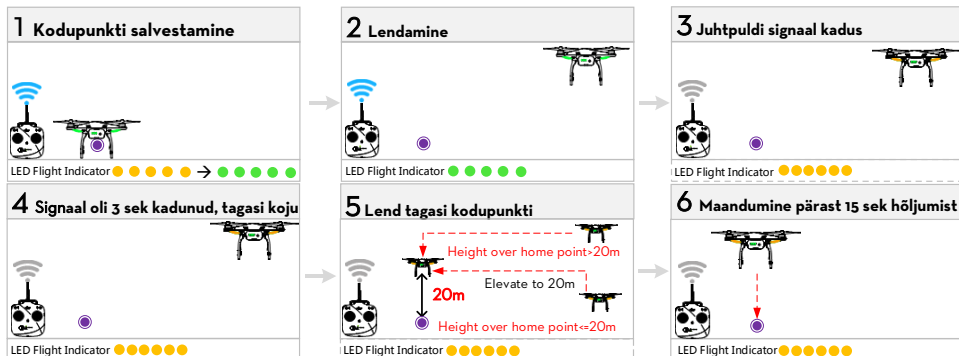 1 Kodupunkti salvestamine
LED Flight Indicator
2 Lendamine
LED Flight Indicator
3 Juhtpuldi signaal kadus
LED Flight Indicator
4 Signaal oli 3 sek kadunud, tagasi koju
LED Flight Indicator
5 Lend tagasi kodupunkti
Height over home point>20m
Elevate to 20m
20m
Height over home point<=20m
LED Flight Indicator
6 Maandumine pärast 15 sek hõljumist
LED Flight Indicator